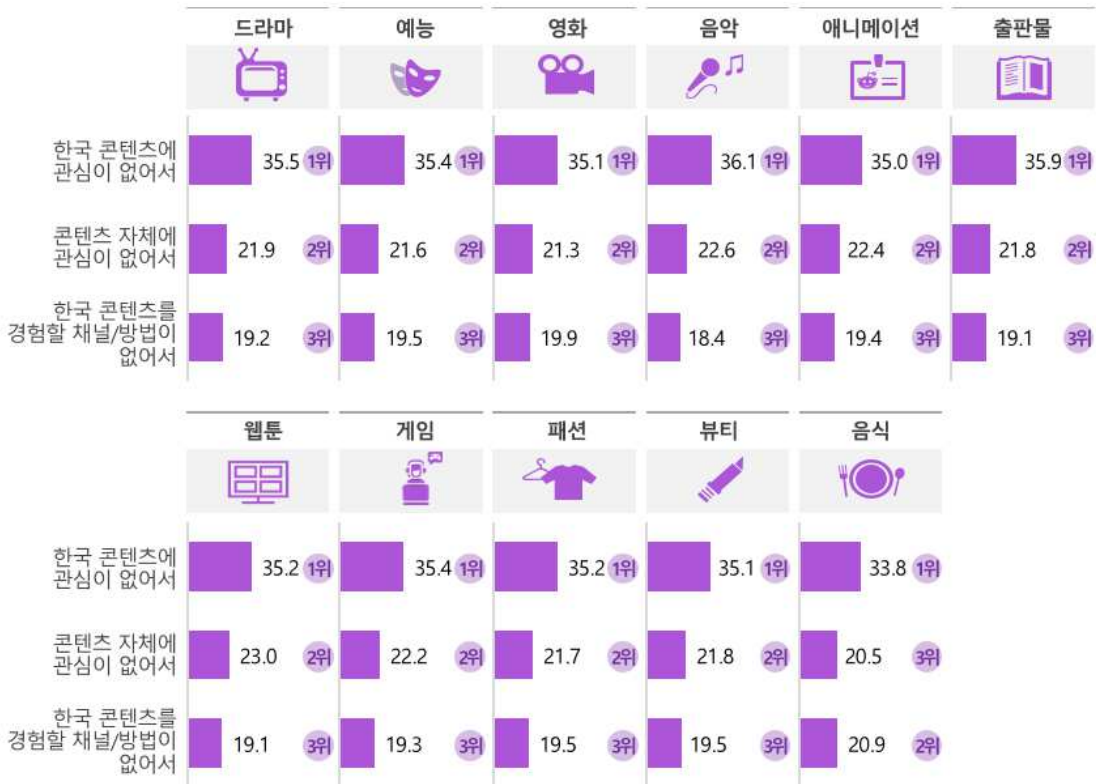 드라마 예능 영화 음악 애니메이션 출판물
한국 콘텐츠에
관심이 없어서
35.5 1위 35.4 1위 35.1 1위 36.1 1위 35.0 1위 35.9 1위
콘텐츠 자체에
관심이 없어서
21.9 2위 21.6 2위 21.3 2위 22.6 2위 22.4 2위 21.8 2위
한국 콘텐츠를
경험할 채널/방법이
없어서
19.2 3위 19.5 3위 19.9 3위 18.4 3위 19.4 3위 19.1 3위
웹툰 게임 패션 뷰티 음식
한국 콘텐츠에
관심이 없어서
35.2 1위 35.4 1위 35.2 1위 35.1 1위 33.8 1위
콘텐츠 자체에
관심이 없어서
23.0 2위 22.2 2위 21.7 2위 21.8 2위 20.5 3위
한국 콘텐츠를
경험할 채널/방법이
없어서
19.1 3위 19.3 3위 19.5 3위 19.5 3위 20.9 2위